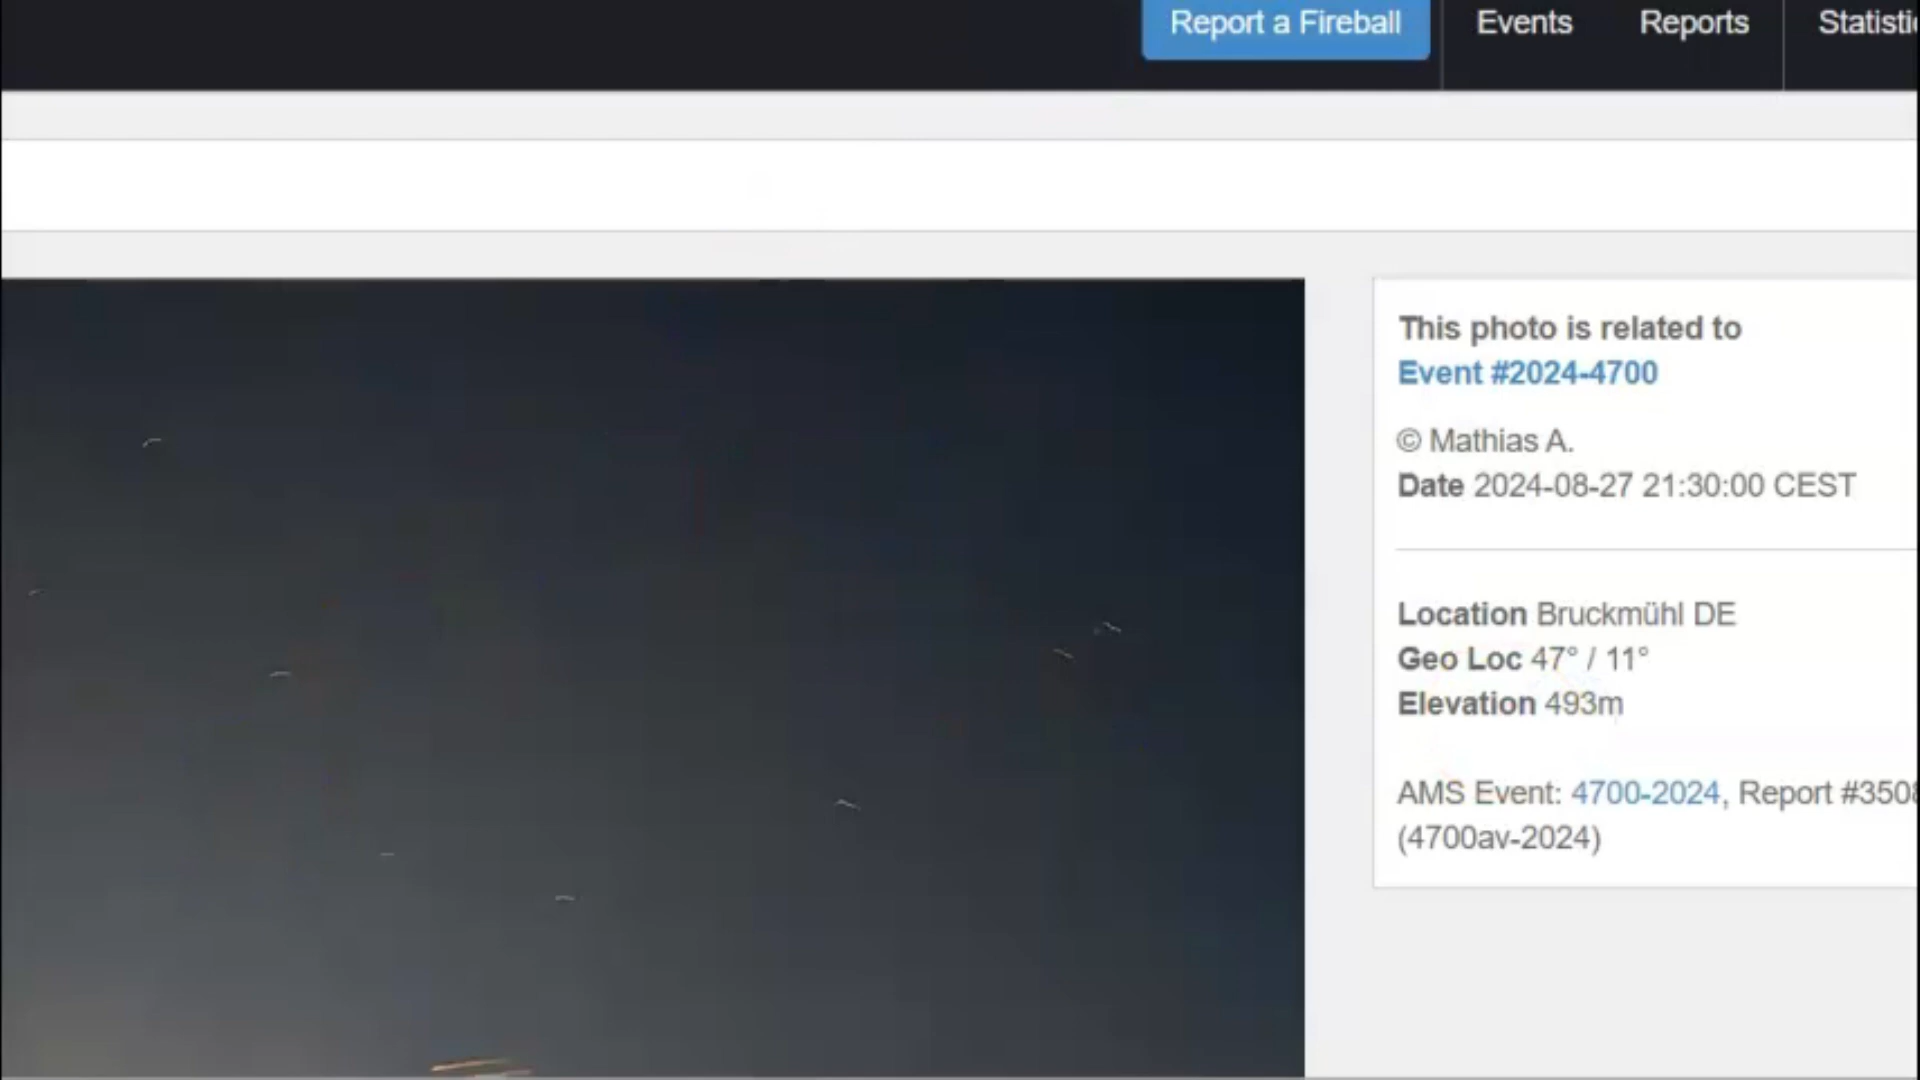 Report a Fireball Events Reports
This photo is related to
Event #2024-4700
© Mathias A.
Date 2024-08-27 21:30:00 CEST
Location Bruckmühl DE
Geo Loc 47° / 11°
Elevation 493m
AMS Event: 4700-2024, Report #3508
(4700av-2024)